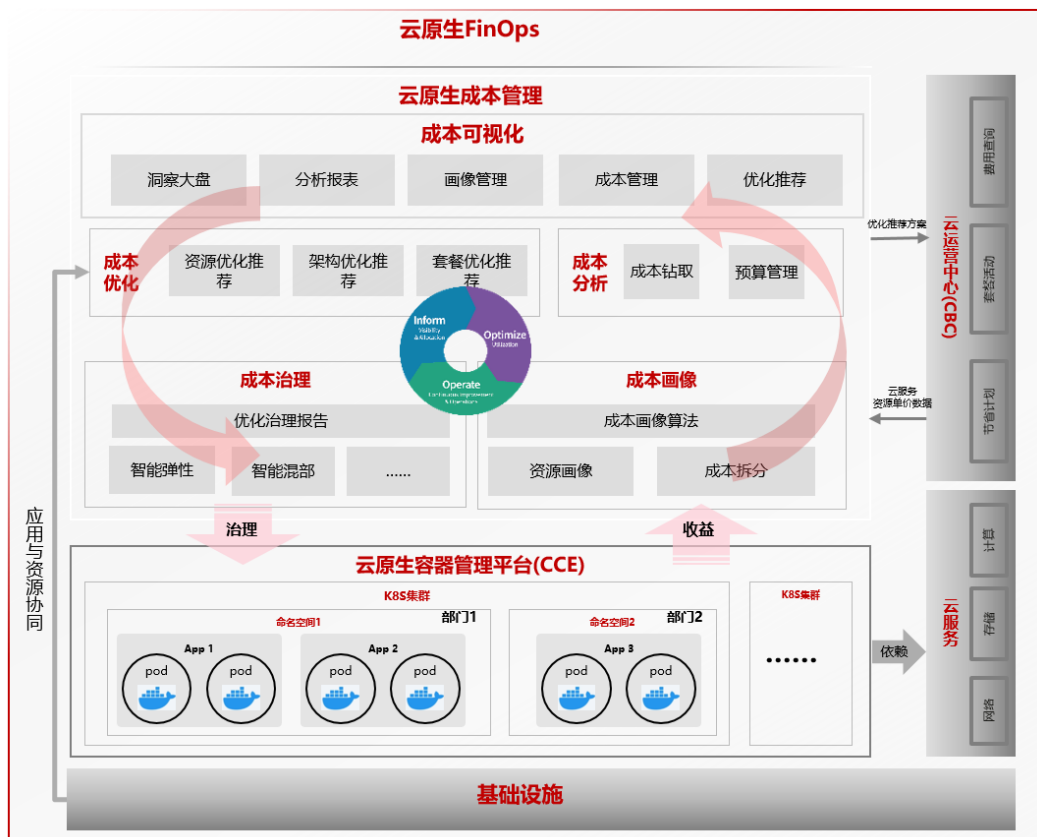 云原生FinOps
云原生成本管理
成本可视化
洞察大盘
分析报表
画像管理
成本管理
优化推荐
成本
优化
资源优化推
荐
架构优化推
荐
套餐优化推
荐
成本
分析
成本钻取
预算管理
Inform
Visibility
& Allocation
Optimize
Utilization
Operate
Continuous Improvement
& Operations
成本治理
优化治理报告
智能弹性
智能混部
......
成本画像
成本画像算法
资源画像
成本拆分
优化推荐方案
云服务
资源单价数据
云运营中心(CBC)
费用查询
套餐活动
节省计划
治理
收益
应用与资源协同
云原生容器管理平台(CCE)
K8S集群
命名空间1
部门1
App 1
pod
pod
App 2
pod
pod
命名空间2
部门2
App 3
pod
pod
K8S集群
······
依赖
云服务
计算
存储
网络
基础设施